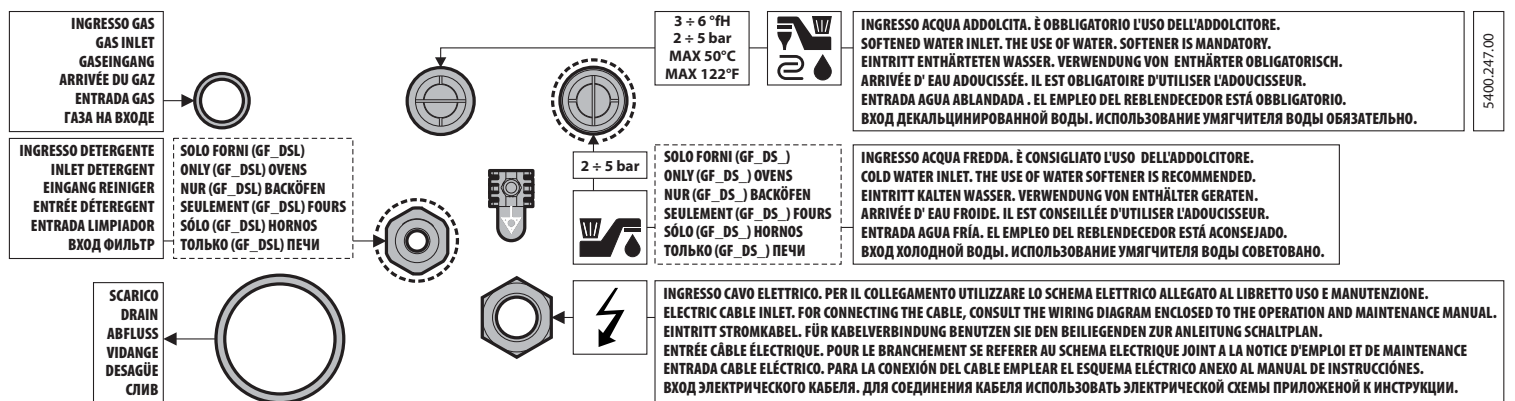 INGRESSO GAS
GAS INLET
GASEINGANG
ARRIVÉE DU GAZ
ENTRADA GAS
ГАЗА НА ВХОДЕ
3 ÷ 6 °fH
2 ÷ 5 bar
MAX 50°C
MAX 122°F
INGRESSO ACQUA ADDOLCITA. È OBBLIGATORIO L'USO DELL'ADDOLCITORE.
SOFTENED WATER INLET. THE USE OF WATER. SOFTENER IS MANDATORY.
EINTRITT ENTHÄRTETEN WASSER. VERWENDUNG VON ENTHÄRTER OBLIGATORISCH.
ARRIVÉE D' EAU ADOUCISSÉE. IL EST OBLIGATOIRE D'UTILISER L'ADOUCISSEUR.
ENTRADA AGUA ABLANDADA . EL EMPLEO DEL REBLENDECEDOR ESTÁ OBBLIGATORIO.
ВХОД ДЕКАЛЬЦИНИРОВАННОЙ ВОДЫ. ИСПОЛЬЗОВАНИЕ УМЯГЧИТЕЛЯ ВОДЫ ОБЯЗАТЕЛЬНО.
5400.247.00
INGRESSO DETERGENTE
INLET DETERGENT
EINGANG REINIGER
ENTRÉE DÉTEREGENT
ENTRADA LIMPIADOR
ВХОД ФИЛЬТР
SOLO FORNI (GF_DSL)
ONLY (GF_DSL) OVENS
NUR (GF_DSL) BACKÖFEN
SEULEMENT (GF_DSL) FOURS
SÓLO (GF_DSL) HORNOS
ТОЛЬКО (GF_DSL) ПЕЧИ
2 ÷ 5 bar
SOLO FORNI (GF_DS_)
ONLY (GF_DS_) OVENS
NUR (GF_DS_) BACKÖFEN
SEULEMENT (GF_DS_) FOURS
SÓLO (GF_DS_) HORNOS
ТОЛЬКО (GF_DS_) ПЕЧИ
INGRESSO ACQUA FREDDA. È CONSIGLIATO L'USO DELL'ADDOLCITORE.
COLD WATER INLET. THE USE OF WATER SOFTENER IS RECOMMENDED.
EINTRITT KALTEN WASSER. VERWENDUNG VON ENTHÄLTER GERATEN.
ARRIVÉE D' EAU FROIDE. IL EST CONSEILLÉE D'UTILISER L'ADOUCISSEUR.
ENTRADA AGUA FRÍA. EL EMPLEO DEL REBLENDECEDOR ESTÁ ACONSEJADO.
ВХОД ХОЛОДНОЙ ВОДЫ. ИСПОЛЬЗОВАНИЕ УМЯГЧИТЕЛЯ ВОДЫ СОВЕТОВАНО.
SCARICO
DRAIN
ABFLUSS
VIDANGE
DESAGÜE
СЛИВ
INGRESSO CAVO ELETTRICO. PER IL COLLEGAMENTO UTILIZZARE LO SCHEMA ELETTRICO ALLEGATO AL LIBRETTO USO E MANUTENZIONE.
ELECTRIC CABLE INLET. FOR CONNECTING THE CABLE, CONSULT THE WIRING DIAGRAM ENCLOSED TO THE OPERATION AND MAINTENANCE MANUAL.
EINTRITT STROMKABEL. FÜR KABELVERBINDUNG BENUTZEN SIE DEN BEILIEGENDEN ZUR ANLEITUNG SCHALTPLAN.
ENTRÉE CÂBLE ÉLECTRIQUE. POUR LE BRANCHEMENT SE REFERER AU SCHEMA ELECTRIQUE JOINT A LA NOTICE D'EMPLOI ET DE MAINTENANCE
ENTRADA CABLE ELÉCTRICO. PARA LA CONEXIÓN DEL CABLE EMPLEAR EL ESQUEMA ELÉCTRICO ANEXO AL MANUAL DE INSTRUCCIÓNES.
ВХОД ЭЛЕКТРИЧЕСКОГО КАБЕЛЯ. ДЛЯ СОЕДИНЕНИЯ КАБЕЛЯ ИСПОЛЬЗОВАТЬ ЭЛЕКТРИЧЕСКОЙ СХЕМЫ ПРИЛОЖЕНОЙ К ИНСТРУКЦИИ.